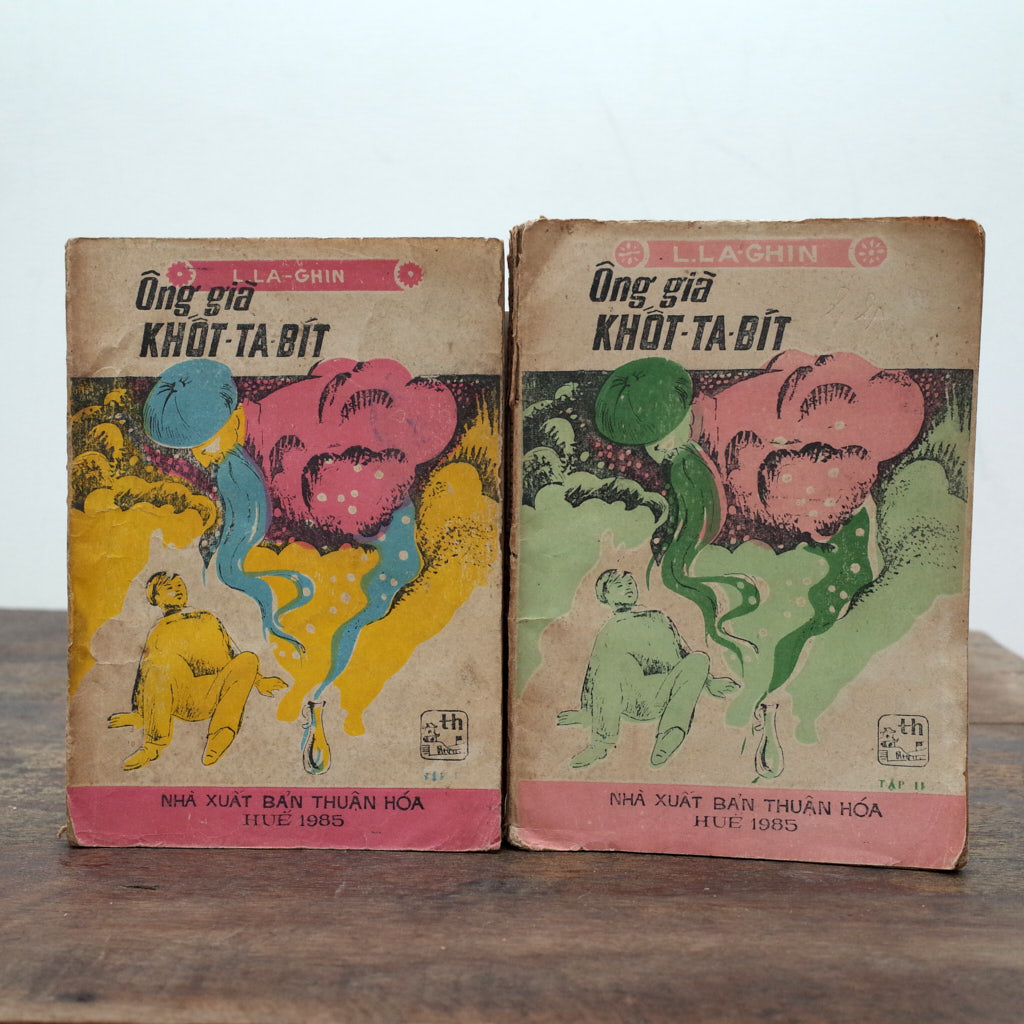 L.LA-GHIN
Ông già
KHỐT-TA-BÍT
th
NHÀ XUẤT BẢN THUẬN HÓA
HUẾ 1985
L.LA-GHIN
Ông già
KHỐT-TA-BÍT
th
TẬP II
NHÀ XUẤT BẢN THUẬN HÓA
HUẾ 1985